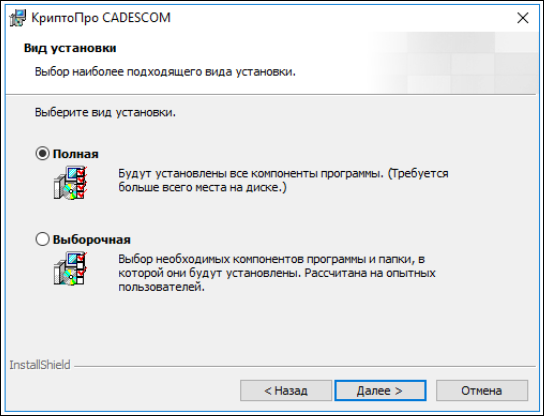 КриптоПро CADESCOM
Вид установки
Выбор наиболее подходящего вида установки.
Выберите вид установки.
Полная
Будут установлены все компоненты программы. (Требуется
больше всего места на диске.)
Выборочная
Выбор необходимых компонентов программы и папки, в
которой они будут установлены. Рассчитана на опытных
пользователей.
InstallShield
< Назад
Далее >
Отмена